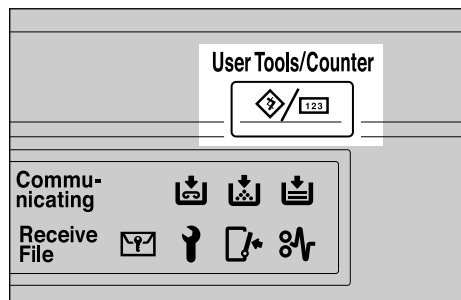 User Tools/Counter
123
Commu-
nicating
Receive
File